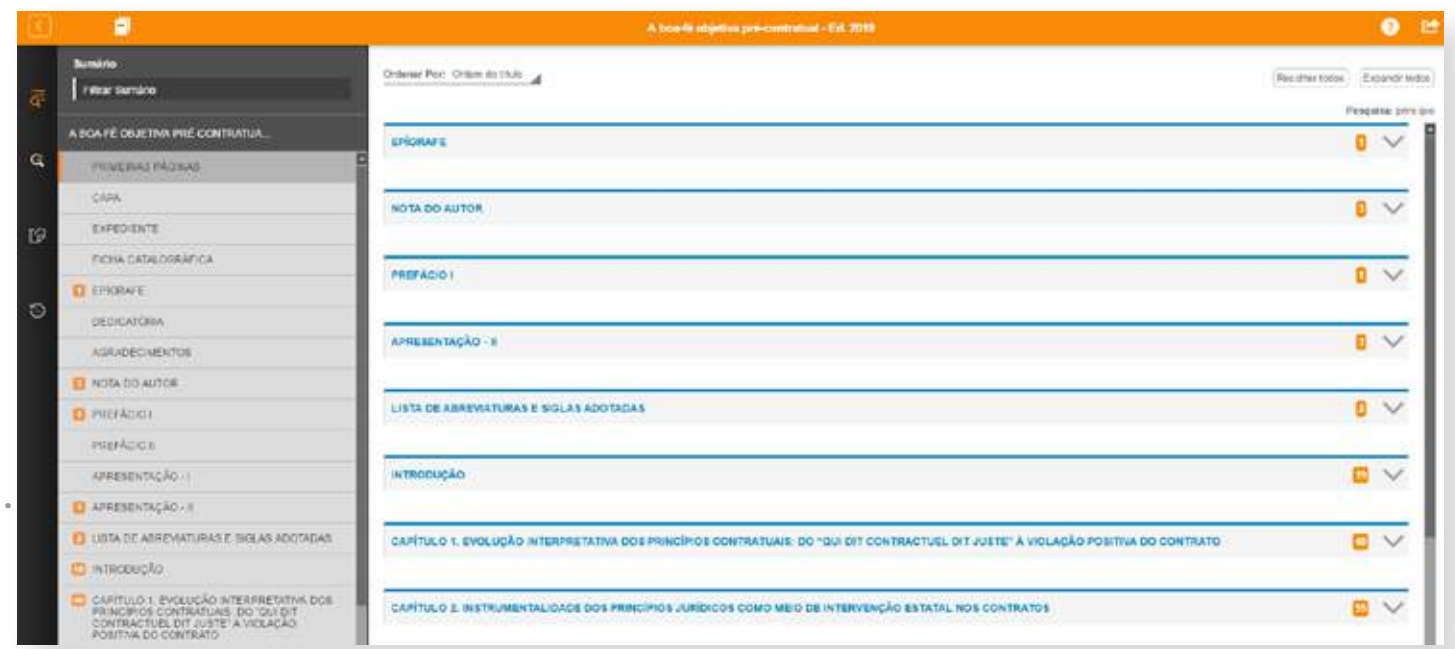 A boa-fé objetiva pré-contratual - Ed. 2019
Sumário
Filtrar Sumário
A BOA FÉ OBJETIVA PRÉ CONTRATUA...
PRIMEIRAS PÁGINAS
CAPA
EXPEDIENTE
FICHA CATALOGRÁFICA
EPÍGRAFE
DEDICATÓRIA
AGRADECIMENTOS
NOTA DO AUTOR
PREFÁCIO I
PREFÁCIO II
APRESENTAÇÃO - I
APRESENTAÇÃO - II
LISTA DE ABREVIATURAS E SIGLAS ADOTADAS
INTRODUÇÃO
CAPÍTULO 1. EVOLUÇÃO INTERPRETATIVA DOS
PRINCÍPIOS CONTRATUAIS: DO "QUI DIT
CONTRACTUEL DIT JUSTE" À VIOLAÇÃO
POSITIVA DO CONTRATO
Ordenar Por: Ordem do título
Recolher todos Expandir todos
Pesquisa:
EPÍGRAFE
NOTA DO AUTOR
PREFÁCIO I
APRESENTAÇÃO - II
LISTA DE ABREVIATURAS E SIGLAS ADOTADAS
INTRODUÇÃO
CAPÍTULO 1. EVOLUÇÃO INTERPRETATIVA DOS PRINCÍPIOS CONTRATUAIS: DO "QUI DIT CONTRACTUEL DIT JUSTE" À VIOLAÇÃO POSITIVA DO CONTRATO
CAPÍTULO 2. INSTRUMENTALIDADE DOS PRINCÍPIOS JURÍDICOS COMO MEIO DE INTERVENÇÃO ESTATAL NOS CONTRATOS